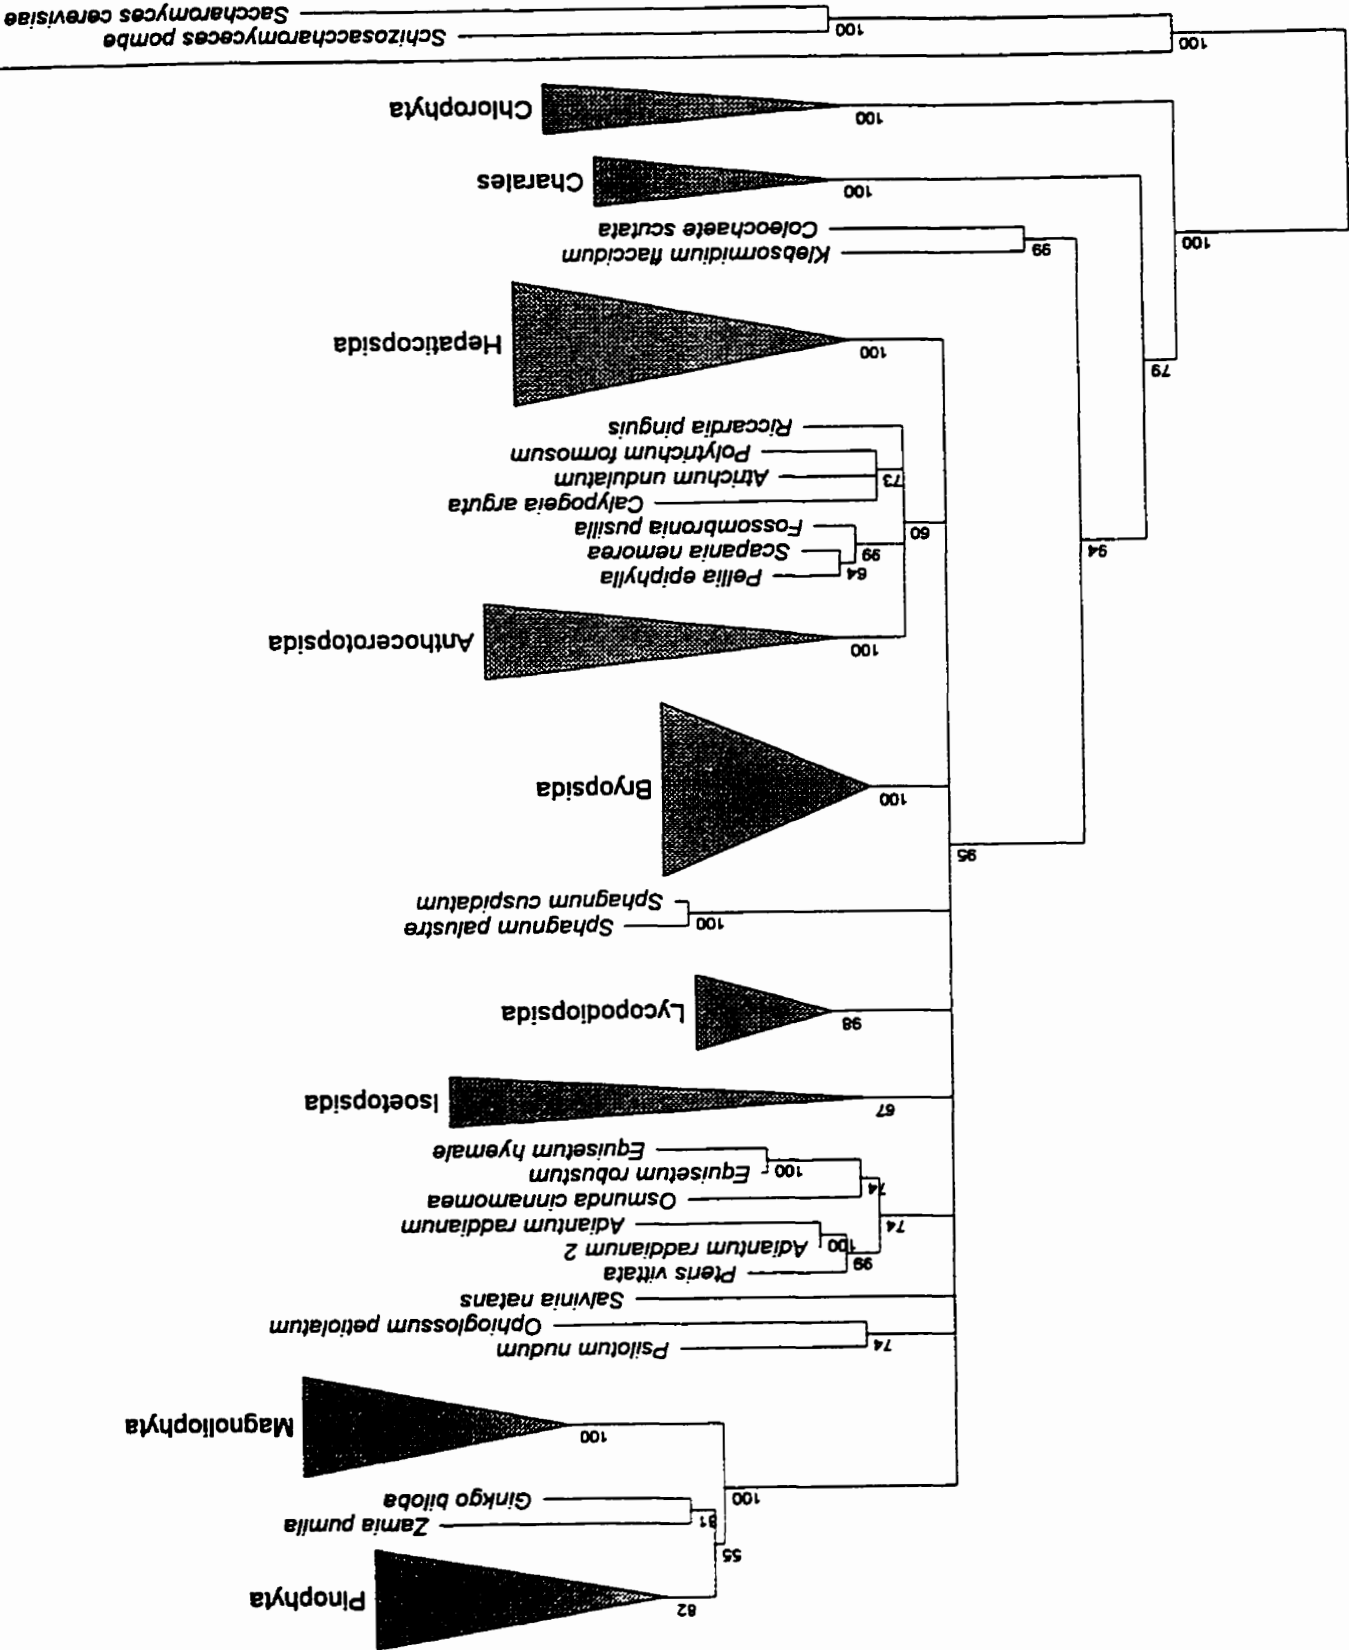 82
Pinophyta
55
Zamia pumila
81
Ginkgo biloba
100
100
Magnoliophyta
Psilotum nudum
74
Ophioglossum petiolatum
Salvinia natans
Pteris vittata
99
Adiantum raddianum 2
100
Adiantum raddianum
74
Osmunda cinnamomea
74
Equisetum robustum
100
Equisetum hyemale
67
Isoetopsida
98
Lycopodiopsida
Sphagnum palustre
100
Sphagnum cuspidatum
95
100
Bryopsida
100
Anthocerotopsida
Pellia epiphylla
64
Scapania nemorea
99
94
Fossombronia pusilla
60
Calypogeia arguta
Atrichum undulatum
73
Polytrichum formosum
Riccardia pinguis
79
100
Hepaticopsida
Klebsormidium flaccidum
99
100
Coleochaete scutata
100
Charales
100
Chlorophyta
100
Schizosaccharomyces pombe
100
Saccharomyces cerevisiae